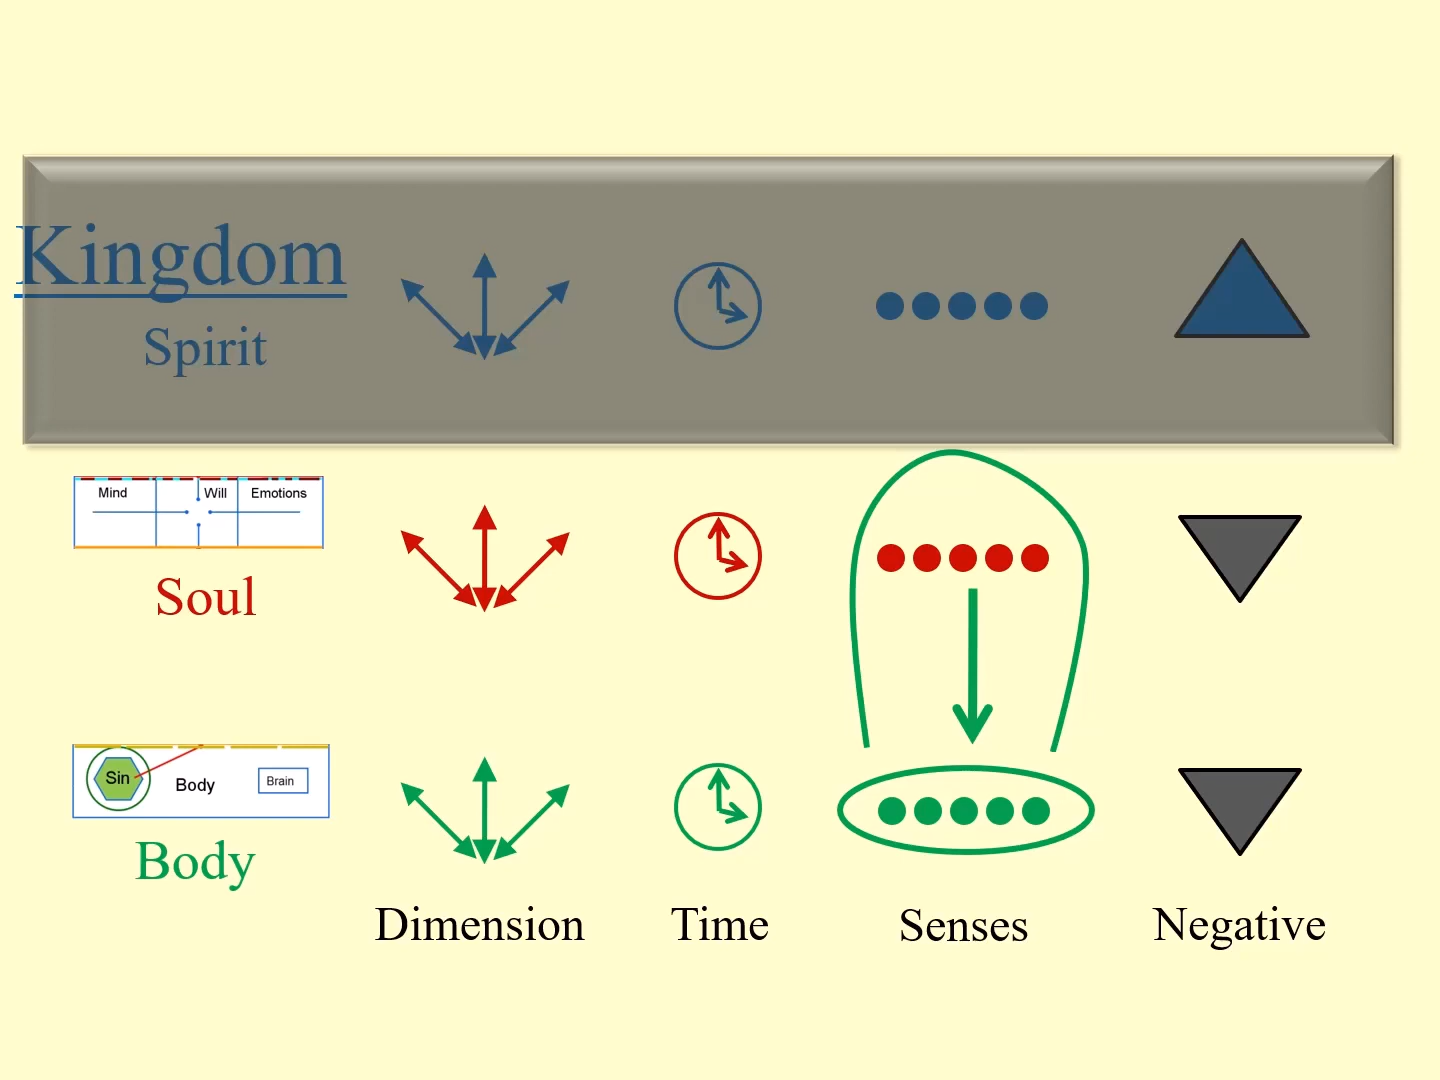 Kingdom
Spirit
Mind Will Emotions
Soul
Sin Body Brain
Body
Dimension Time Senses Negative